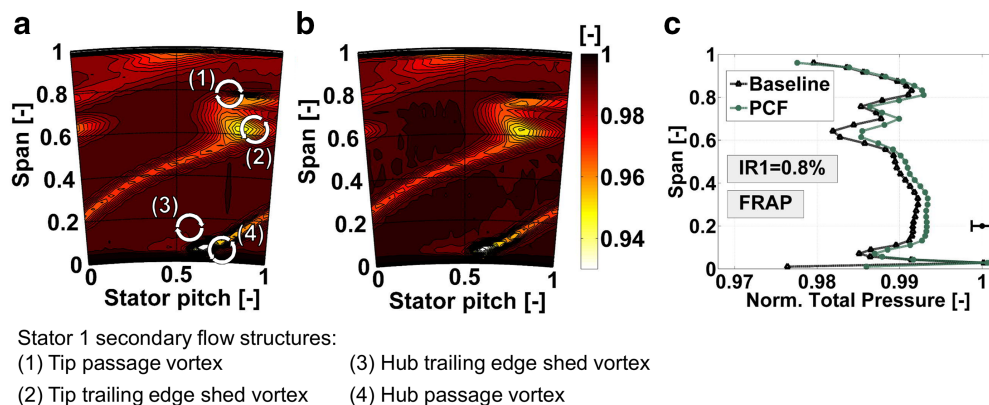 a
b
c
[-]
1
0.8
0.6
0.4
0.2
0
Span [-]
(1)
(2)
(3)
(4)
0
0.5
1
Stator pitch [-]
1
0.8
0.6
0.4
0.2
0
Span [-]
0
0.5
1
Stator pitch [-]
1
0.98
0.96
0.94
1
0.8
0.6
0.4
0.2
0
Span [-]
Baseline
PCF
IR1=0.8%
FRAP
0.97
0.98
0.99
1
Norm. Total Pressure [-]
Stator 1 secondary flow structures:
(1) Tip passage vortex
(3) Hub trailing edge shed vortex
(2) Tip trailing edge shed vortex
(4) Hub passage vortex